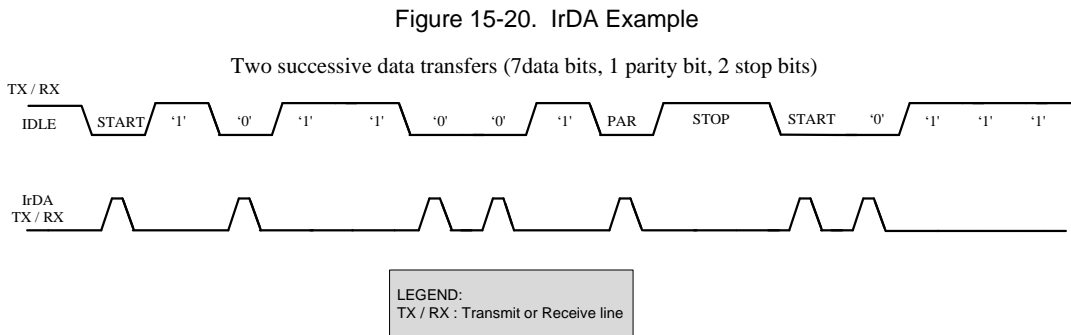 Figure 15-20. IrDA Example
Two successive data transfers (7data bits, 1 parity bit, 2 stop bits)
TX / RX
IDLE START '1' '0' '1' '1' '0' '0' '1' PAR STOP START '0' '1' '1' '1'
IrDA
TX / RX
LEGEND:
TX / RX : Transmit or Receive line